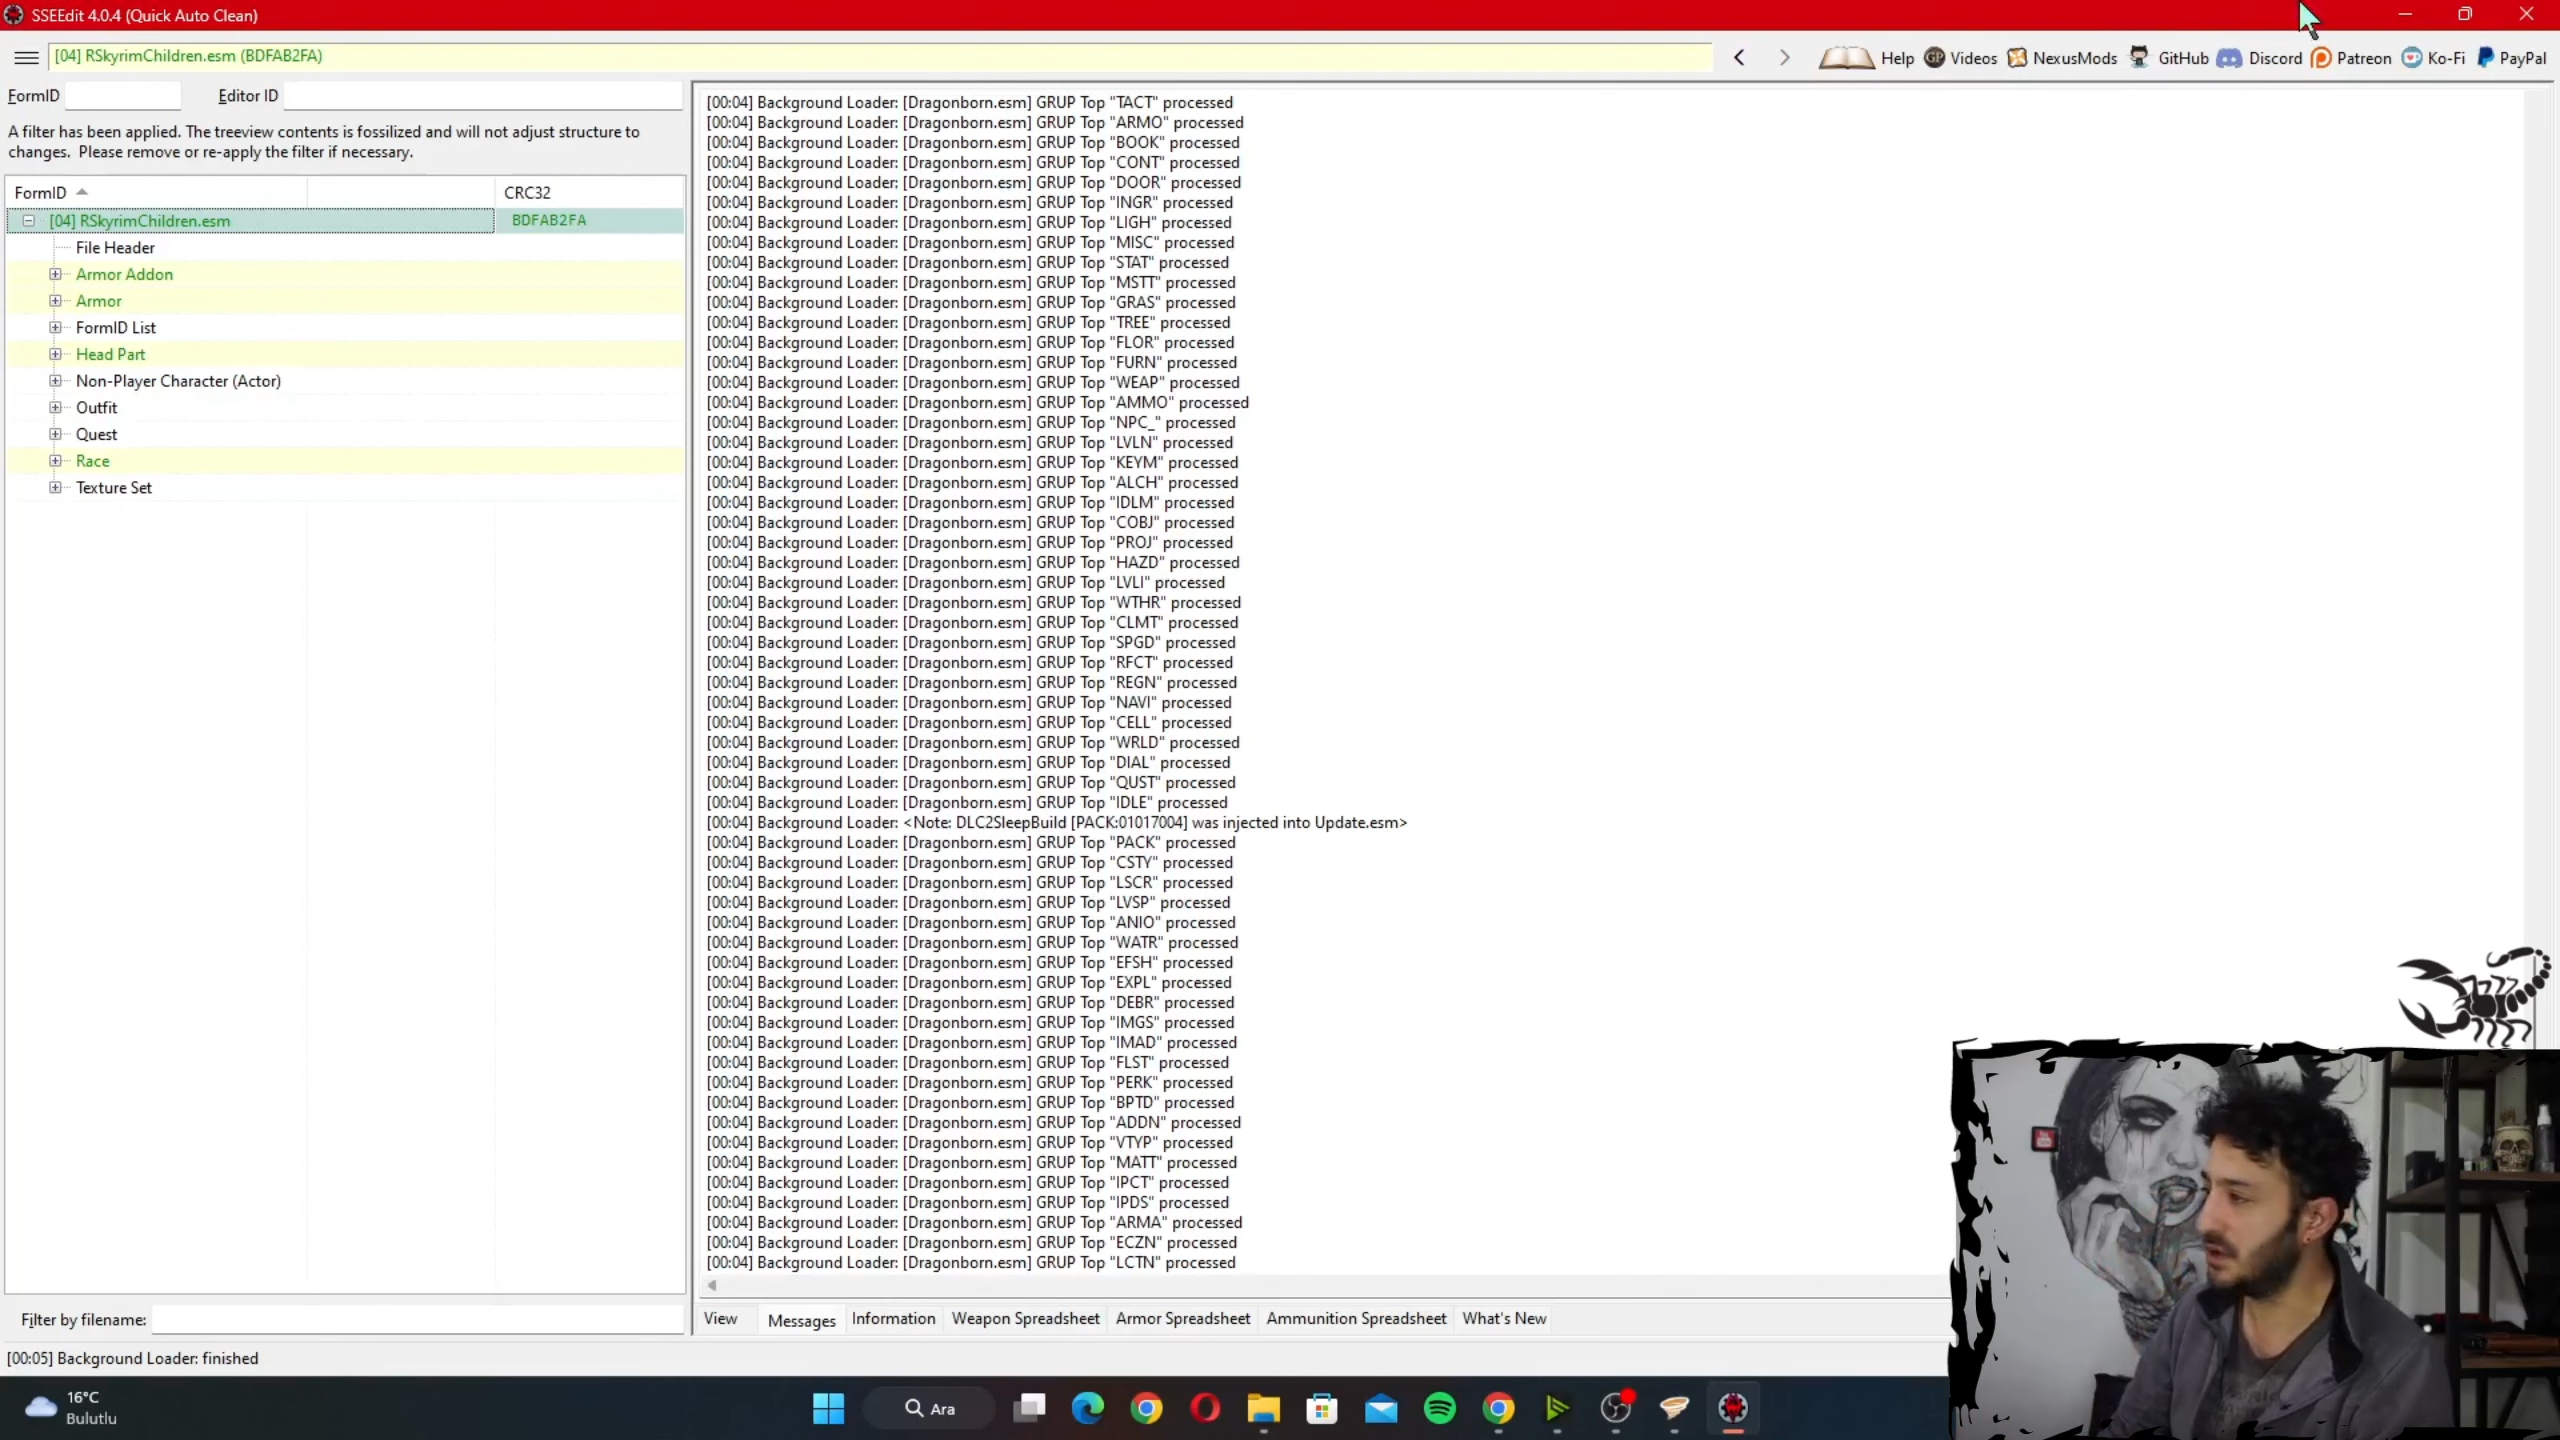 SSEEdit 4.0.4 (Quick Auto Clean)
[04] RSkyrimChildren.esm (BDFAB2FA)
Help Videos NexusMods GitHub Discord Patreon Ko-Fi PayPal
FormID Editor ID
A filter has been applied. The treeview contents is fossilized and will not adjust structure to
changes. Please remove or re-apply the filter if necessary.
FormID CRC32
[04] RSkyrimChildren.esm BDFAB2FA
File Header
Armor Addon
Armor
FormID List
Head Part
Non-Player Character (Actor)
Outfit
Quest
Race
Texture Set
Filter by filename:
[00:05] Background Loader: finished
[00:04] Background Loader: [Dragonborn.esm] GRUP Top "TACT" processed
[00:04] Background Loader: [Dragonborn.esm] GRUP Top "ARMO" processed
[00:04] Background Loader: [Dragonborn.esm] GRUP Top "BOOK" processed
[00:04] Background Loader: [Dragonborn.esm] GRUP Top "CONT" processed
[00:04] Background Loader: [Dragonborn.esm] GRUP Top "DOOR" processed
[00:04] Background Loader: [Dragonborn.esm] GRUP Top "INGR" processed
[00:04] Background Loader: [Dragonborn.esm] GRUP Top "LIGH" processed
[00:04] Background Loader: [Dragonborn.esm] GRUP Top "MISC" processed
[00:04] Background Loader: [Dragonborn.esm] GRUP Top "STAT" processed
[00:04] Background Loader: [Dragonborn.esm] GRUP Top "MSTT" processed
[00:04] Background Loader: [Dragonborn.esm] GRUP Top "GRAS" processed
[00:04] Background Loader: [Dragonborn.esm] GRUP Top "TREE" processed
[00:04] Background Loader: [Dragonborn.esm] GRUP Top "FLOR" processed
[00:04] Background Loader: [Dragonborn.esm] GRUP Top "FURN" processed
[00:04] Background Loader: [Dragonborn.esm] GRUP Top "WEAP" processed
[00:04] Background Loader: [Dragonborn.esm] GRUP Top "AMMO" processed
[00:04] Background Loader: [Dragonborn.esm] GRUP Top "NPC_" processed
[00:04] Background Loader: [Dragonborn.esm] GRUP Top "LVLN" processed
[00:04] Background Loader: [Dragonborn.esm] GRUP Top "KEYM" processed
[00:04] Background Loader: [Dragonborn.esm] GRUP Top "ALCH" processed
[00:04] Background Loader: [Dragonborn.esm] GRUP Top "IDLM" processed
[00:04] Background Loader: [Dragonborn.esm] GRUP Top "COBJ" processed
[00:04] Background Loader: [Dragonborn.esm] GRUP Top "PROJ" processed
[00:04] Background Loader: [Dragonborn.esm] GRUP Top "HAZD" processed
[00:04] Background Loader: [Dragonborn.esm] GRUP Top "LVLI" processed
[00:04] Background Loader: [Dragonborn.esm] GRUP Top "WTHR" processed
[00:04] Background Loader: [Dragonborn.esm] GRUP Top "CLMT" processed
[00:04] Background Loader: [Dragonborn.esm] GRUP Top "SPGD" processed
[00:04] Background Loader: [Dragonborn.esm] GRUP Top "RFCT" processed
[00:04] Background Loader: [Dragonborn.esm] GRUP Top "REGN" processed
[00:04] Background Loader: [Dragonborn.esm] GRUP Top "NAVI" processed
[00:04] Background Loader: [Dragonborn.esm] GRUP Top "CELL" processed
[00:04] Background Loader: [Dragonborn.esm] GRUP Top "WRLD" processed
[00:04] Background Loader: [Dragonborn.esm] GRUP Top "DIAL" processed
[00:04] Background Loader: [Dragonborn.esm] GRUP Top "QUST" processed
[00:04] Background Loader: [Dragonborn.esm] GRUP Top "IDLE" processed
[00:04] Background Loader: <Note: DLC2SleepBuild [PACK:01017004] was injected into Update.esm>
[00:04] Background Loader: [Dragonborn.esm] GRUP Top "PACK" processed
[00:04] Background Loader: [Dragonborn.esm] GRUP Top "CSTY" processed
[00:04] Background Loader: [Dragonborn.esm] GRUP Top "LSCR" processed
[00:04] Background Loader: [Dragonborn.esm] GRUP Top "LVSP" processed
[00:04] Background Loader: [Dragonborn.esm] GRUP Top "ANIO" processed
[00:04] Background Loader: [Dragonborn.esm] GRUP Top "WATR" processed
[00:04] Background Loader: [Dragonborn.esm] GRUP Top "EFSH" processed
[00:04] Background Loader: [Dragonborn.esm] GRUP Top "EXPL" processed
[00:04] Background Loader: [Dragonborn.esm] GRUP Top "DEBR" processed
[00:04] Background Loader: [Dragonborn.esm] GRUP Top "IMGS" processed
[00:04] Background Loader: [Dragonborn.esm] GRUP Top "IMAD" processed
[00:04] Background Loader: [Dragonborn.esm] GRUP Top "FLST" processed
[00:04] Background Loader: [Dragonborn.esm] GRUP Top "PERK" processed
[00:04] Background Loader: [Dragonborn.esm] GRUP Top "BPTD" processed
[00:04] Background Loader: [Dragonborn.esm] GRUP Top "ADDN" processed
[00:04] Background Loader: [Dragonborn.esm] GRUP Top "VTYP" processed
[00:04] Background Loader: [Dragonborn.esm] GRUP Top "MATT" processed
[00:04] Background Loader: [Dragonborn.esm] GRUP Top "IPCT" processed
[00:04] Background Loader: [Dragonborn.esm] GRUP Top "IPDS" processed
[00:04] Background Loader: [Dragonborn.esm] GRUP Top "ARMA" processed
[00:04] Background Loader: [Dragonborn.esm] GRUP Top "ECZN" processed
[00:04] Background Loader: [Dragonborn.esm] GRUP Top "LCTN" processed
View Messages Information Weapon Spreadsheet Armor Spreadsheet Ammunition Spreadsheet What's New
16°C
Bulutlu
Ara